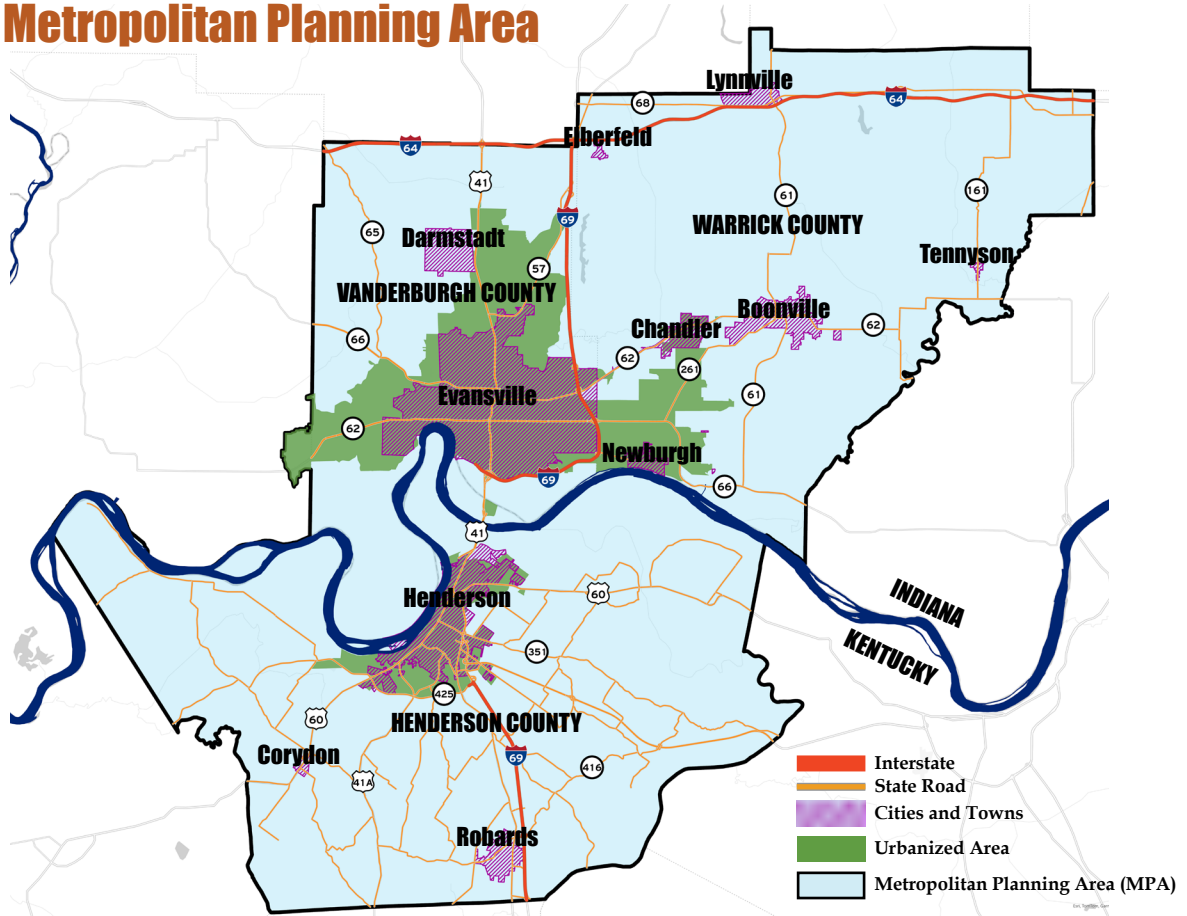 Metropolitan Planning Area
Lynnville
68
64
Elberfeld
64
41
61
161
69
65
WARRICK COUNTY
Darmstadt
Tennyson
57
VANDERBURGH COUNTY
Boonville
Chandler
62
66
62
261
Evansville
61
62
Newburgh
69
66
41
INDIANA
60
Henderson
KENTUCKY
351
425
60
HENDERSON COUNTY
Corydon
69
416
41A
Robards
Interstate
State Road
Cities and Towns
Urbanized Area
Metropolitan Planning Area (MPA)